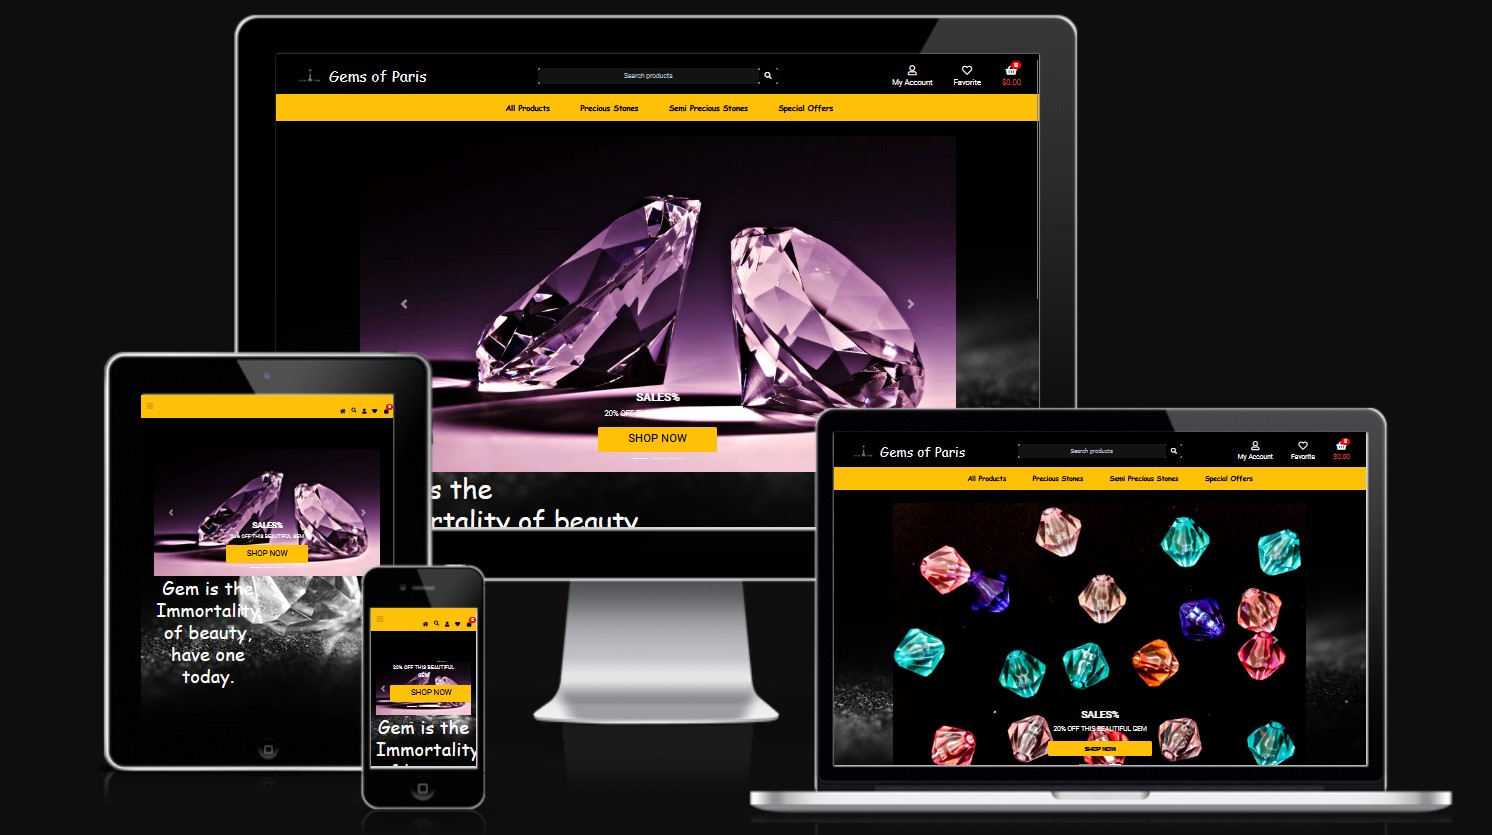 Gems of Paris
Search products
My Account
Favorite
$0.00
All Products
Precious Stones
Semi Precious Stones
Special Offers
SALES%
20% OFF
SHOP NOW
s the
rtality of beauty
SALES%
20% OFF THIS BEAUTIFUL GEM
SHOP NOW
Gem is the
Immortality
of beauty,
have one
today.
20% OFF THIS BEAUTIFUL
GEM
SHOP NOW
Gem is the
Immortality
Gems of Paris
Search products
My Account
Favorite
$0.00
All Products
Precious Stones
Semi Precious Stones
Special Offers
SALES%
20% OFF THIS BEAUTIFUL GEM
SHOP NOW